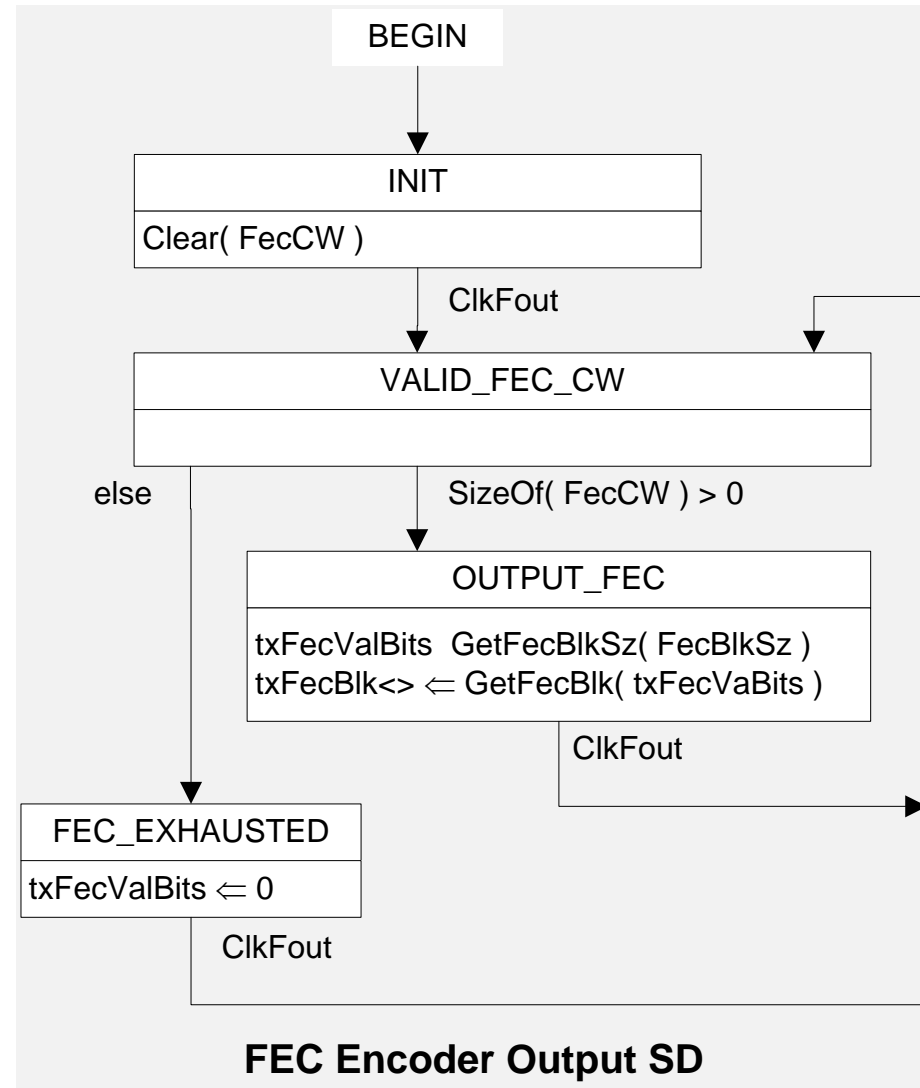 BEGIN
INIT
Clear( FecCW )
ClkFout
VALID_FEC_CW
else
SizeOf( FecCW ) > 0
OUTPUT_FEC
txFecValBits GetFecBlkSz( FecBlkSz )
txFecBlk<> ⇐ GetFecBlk( txFecVaBits )
ClkFout
FEC_EXHAUSTED
txFecValBits ⇐ 0
ClkFout
FEC Encoder Output SD